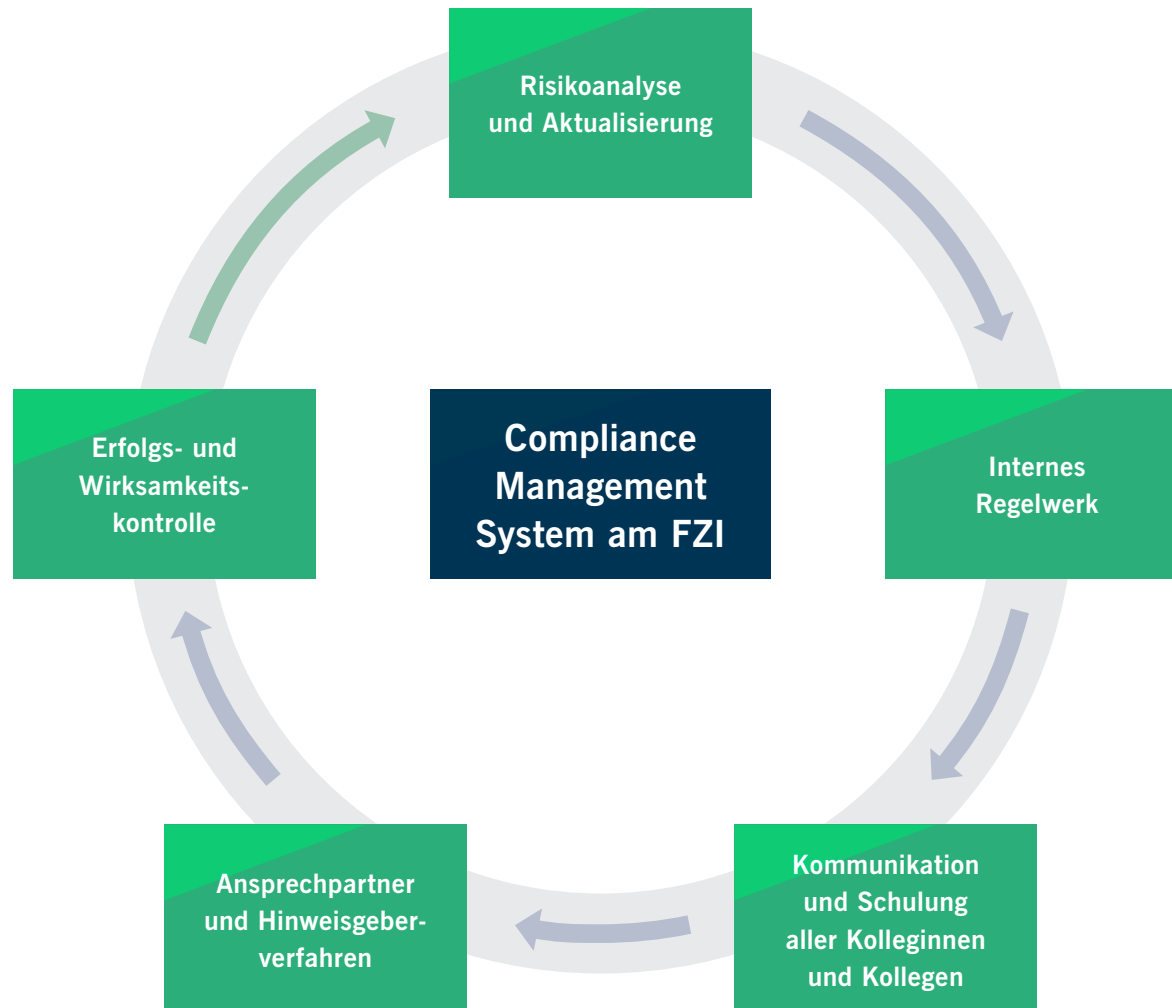 Risikoanalyse
und Aktualisierung
Erfolgs- und
Wirksamkeits-
kontrolle
Compliance
Management
System am FZI
Internes
Regelwerk
Ansprechpartner
und Hinweisgeber-
verfahren
Kommunikation
und Schulung
aller Kolleginnen
und Kollegen